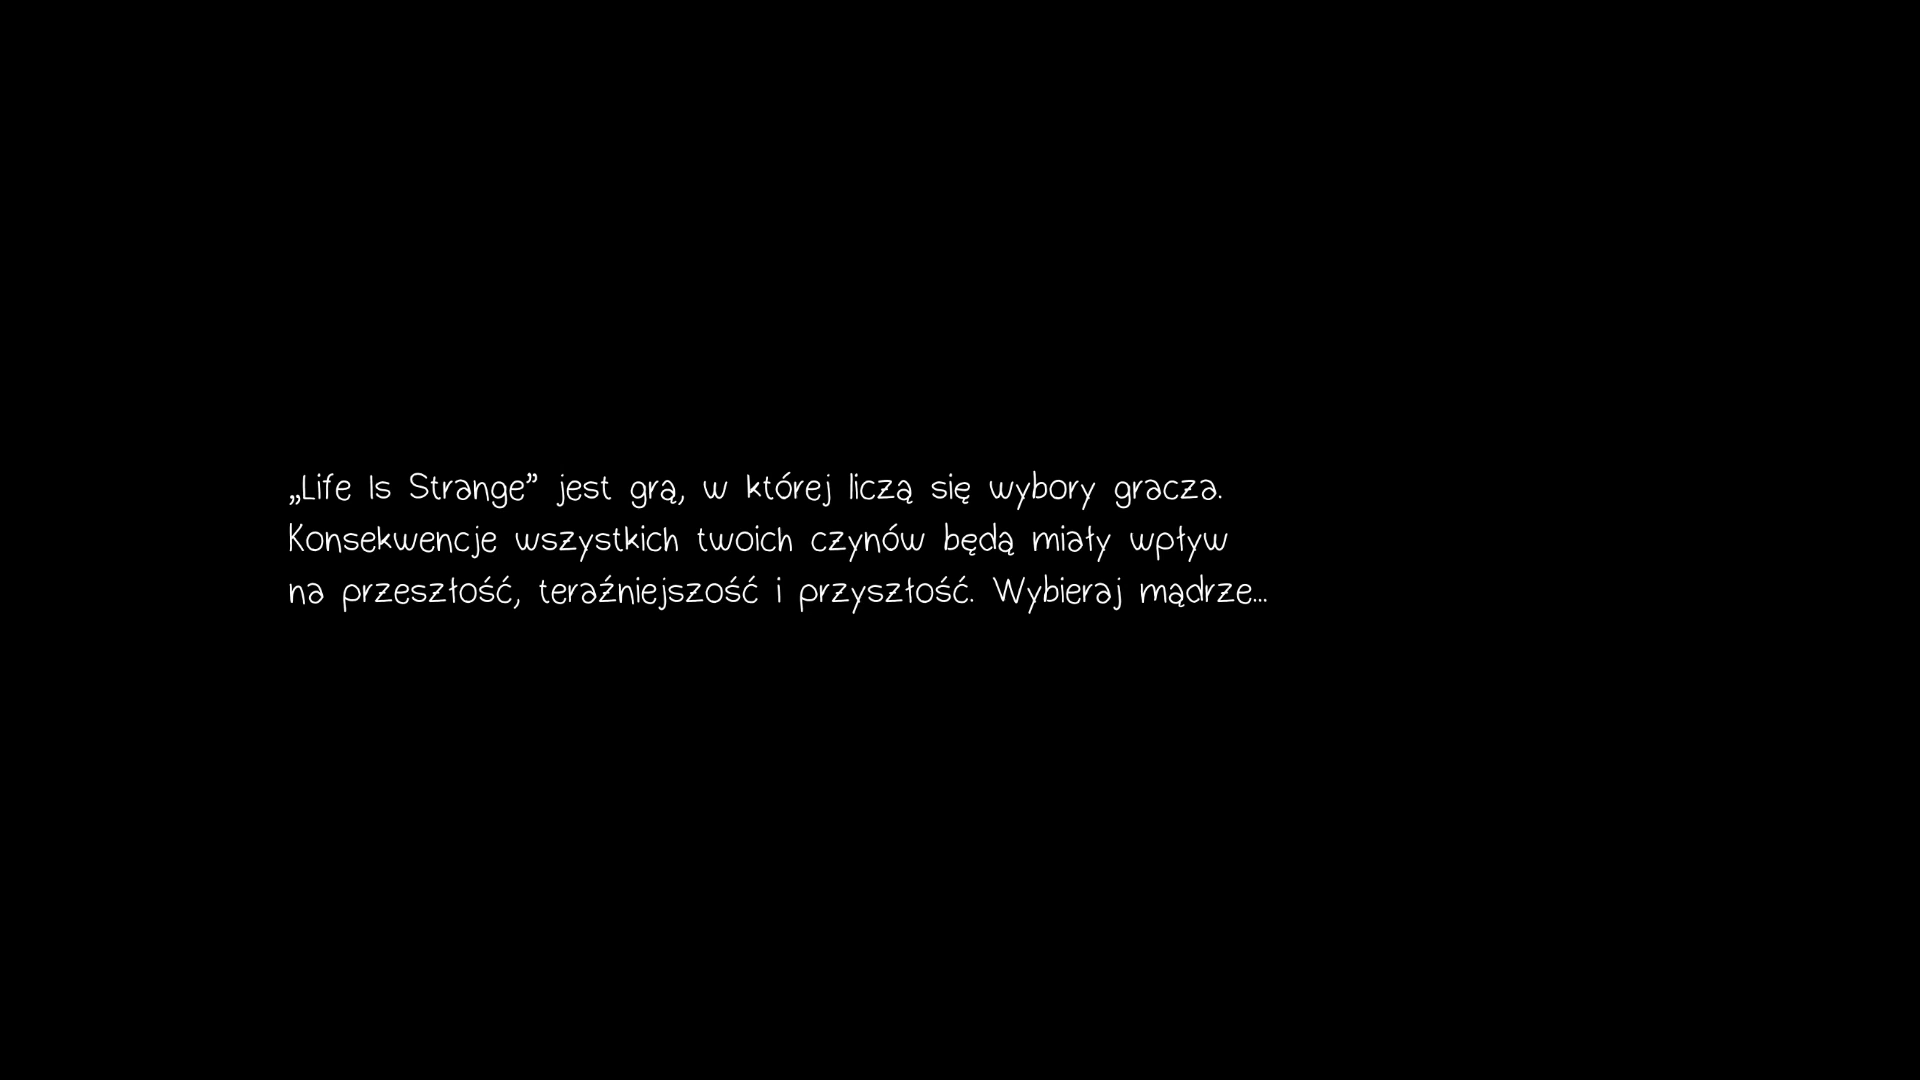 „Life Is Strange” jest grą, w której liczą się wybory gracza.
Konsekwencje wszystkich twoich czynów będą miały wpływ
na przeszłość, teraźniejszość i przyszłość. Wybieraj mądrze...